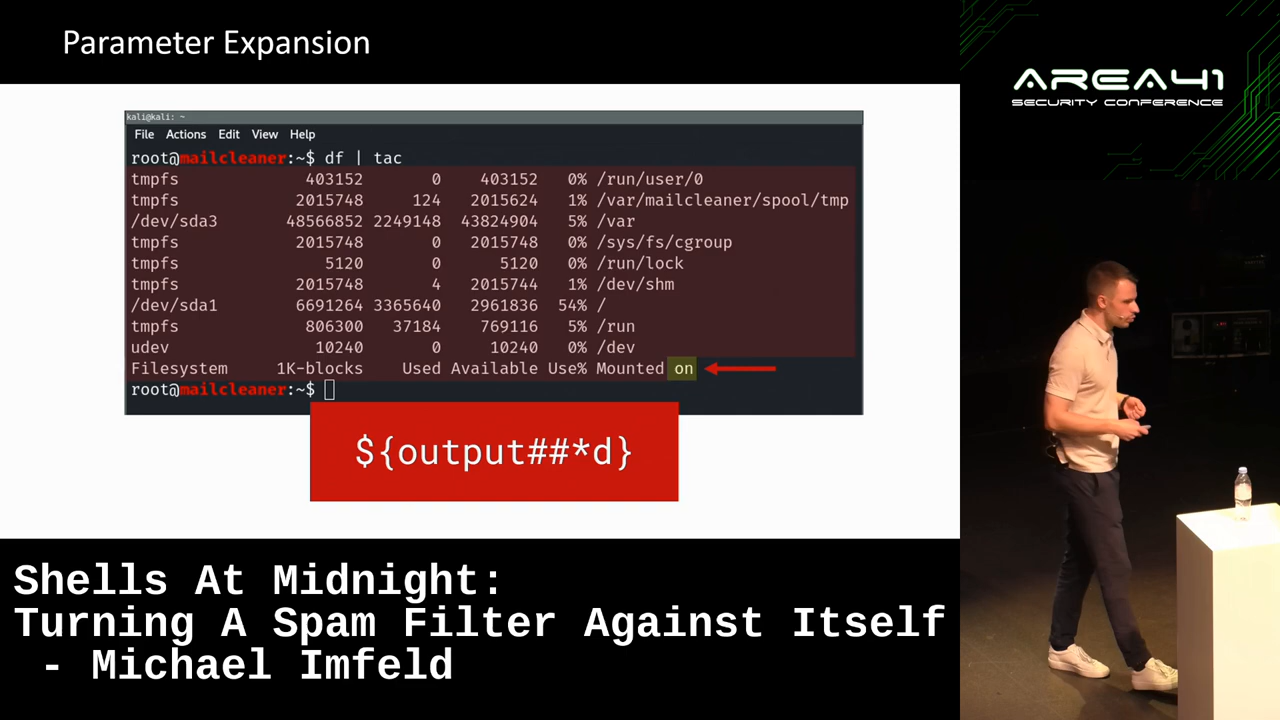 Parameter Expansion
AREA41
SECURITY CONFERENCE
kali@kali: ~
File Actions Edit View Help
root@mailcleaner:~$ df | tac
tmpfs 403152 0 403152 0% /run/user/0
tmpfs 2015748 124 2015624 1% /var/mailcleaner/spool/tmp
/dev/sda3 48566852 2249148 43824904 5% /var
tmpfs 2015748 0 2015748 0% /sys/fs/cgroup
tmpfs 5120 0 5120 0% /run/lock
tmpfs 2015748 4 2015744 1% /dev/shm
/dev/sda1 6691264 3365640 2961836 54% /
tmpfs 806300 37184 769116 5% /run
udev 10240 0 10240 0% /dev
Filesystem 1K-blocks Used Available Use% Mounted on
root@mailcleaner:~$
${output##*d}
Shells At Midnight:
Turning A Spam Filter Against Itself
- Michael Imfeld